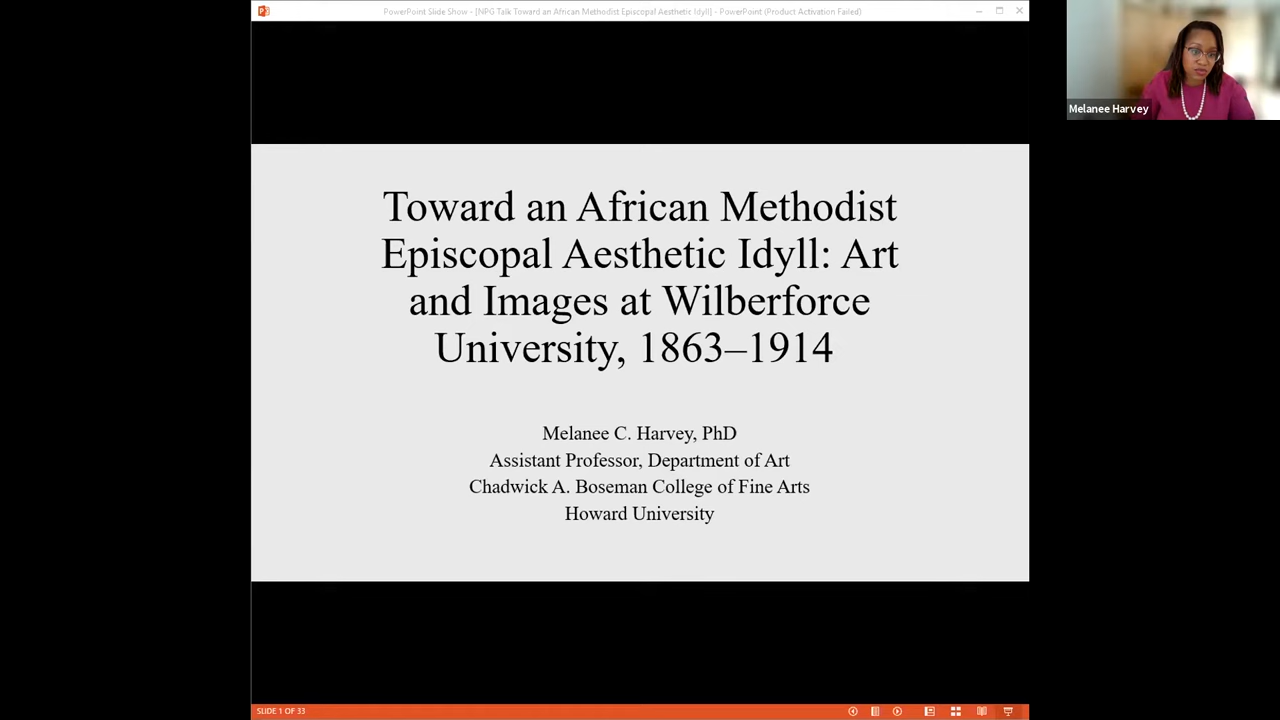 PowerPoint Slide Show - [NPG Talk Toward an African Methodist Episcopal Aesthetic Idyll] - PowerPoint (Product Activation Failed)
Melanee Harvey
Toward an African Methodist
Episcopal Aesthetic Idyll: Art
and Images at Wilberforce
University, 1863–1914
Melanee C. Harvey, PhD
Assistant Professor, Department of Art
Chadwick A. Boseman College of Fine Arts
Howard University
SLIDE 1 OF 33